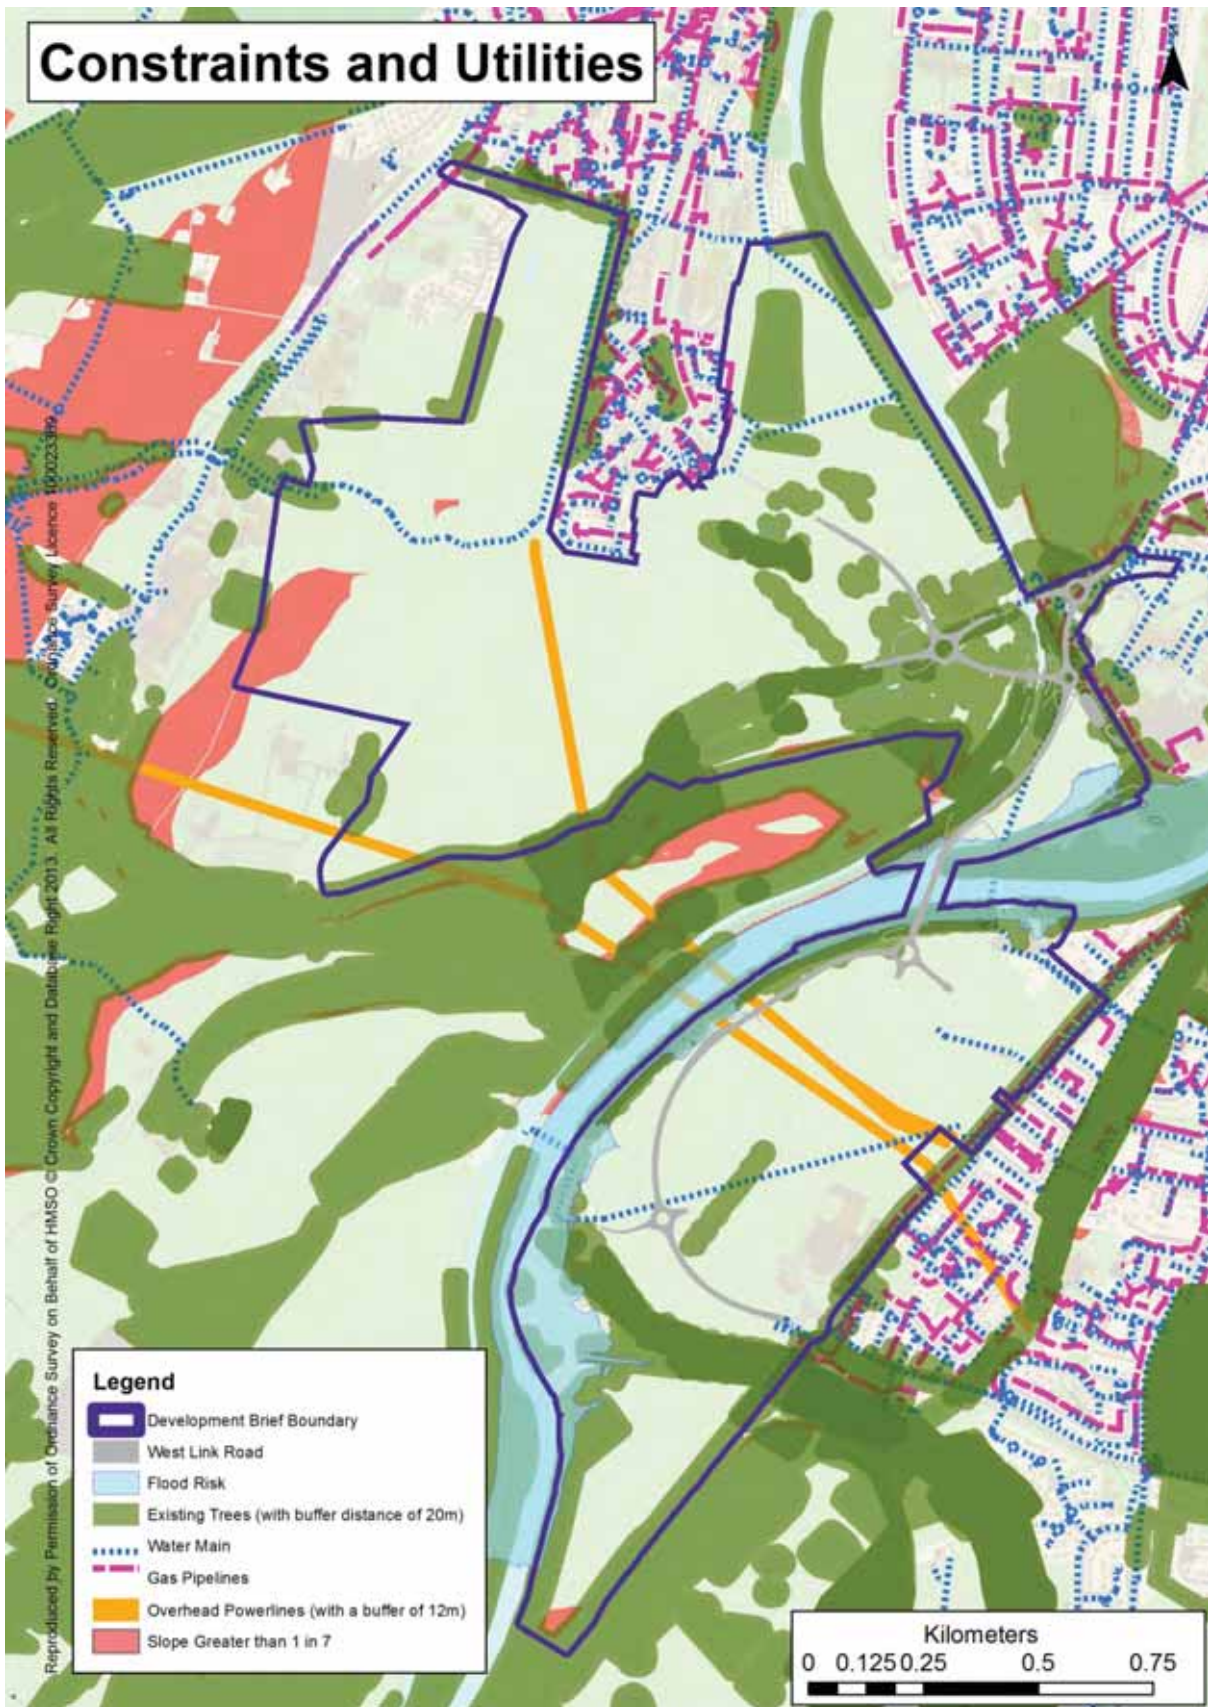 Constraints and Utilities
Reproduced by Permission of Ordnance Survey on Behalf of HMSO © Crown Copyright and Database Right 2013. All Rights Reserved. Ordnance Survey Licence 100023369
Legend
Development Brief Boundary
West Link Road
Flood Risk
Existing Trees (with buffer distance of 20m)
Water Main
Gas Pipelines
Overhead Powerlines (with a buffer of 12m)
Slope Greater than 1 in 7
Kilometers
0 0.125 0.25 0.5 0.75